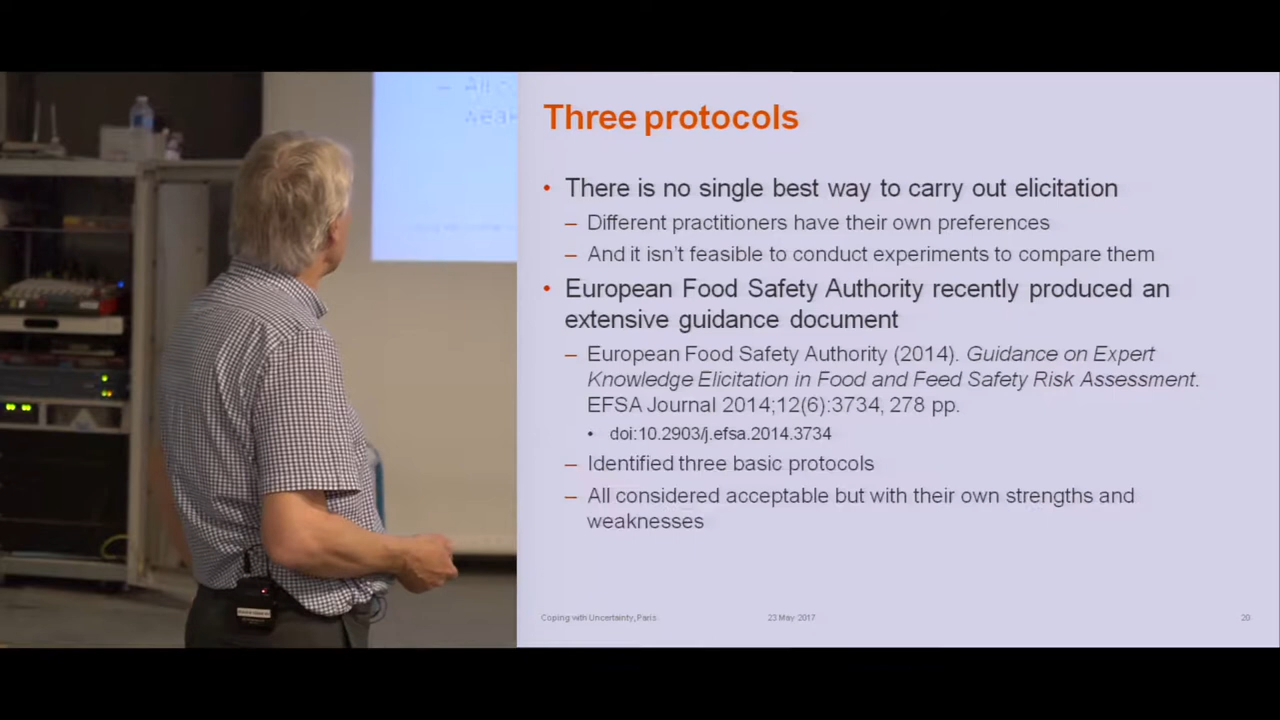 Three protocols
• There is no single best way to carry out elicitation
– Different practitioners have their own preferences
– And it isn't feasible to conduct experiments to compare them
• European Food Safety Authority recently produced an
extensive guidance document
– European Food Safety Authority (2014). Guidance on Expert
Knowledge Elicitation in Food and Feed Safety Risk Assessment.
EFSA Journal 2014;12(6):3734, 278 pp.
• doi:10.2903/j.efsa.2014.3734
– Identified three basic protocols
– All considered acceptable but with their own strengths and
weaknesses
Coping with Uncertainty, Paris
23 May 2017
20
– All
weak